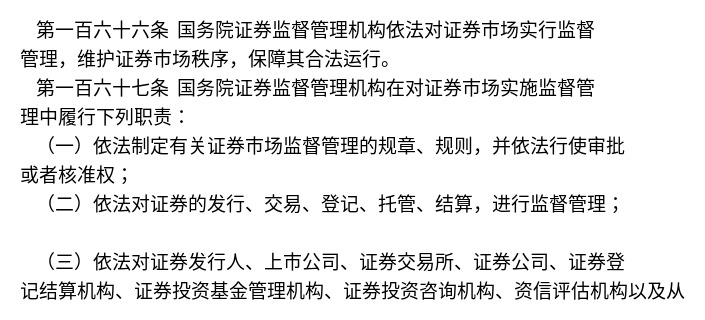 第一百六十六条 国务院证券监督管理机构依法对证券市场实行监督
管理，维护证券市场秩序，保障其合法运行。
第一百六十七条 国务院证券监督管理机构在对证券市场实施监督管
理中履行下列职责：
（一）依法制定有关证券市场监督管理的规章、规则，并依法行使审批
或者核准权；
（二）依法对证券的发行、交易、登记、托管、结算，进行监督管理；
（三）依法对证券发行人、上市公司、证券交易所、证券公司、证券登
记结算机构、证券投资基金管理机构、证券投资咨询机构、资信评估机构以及从